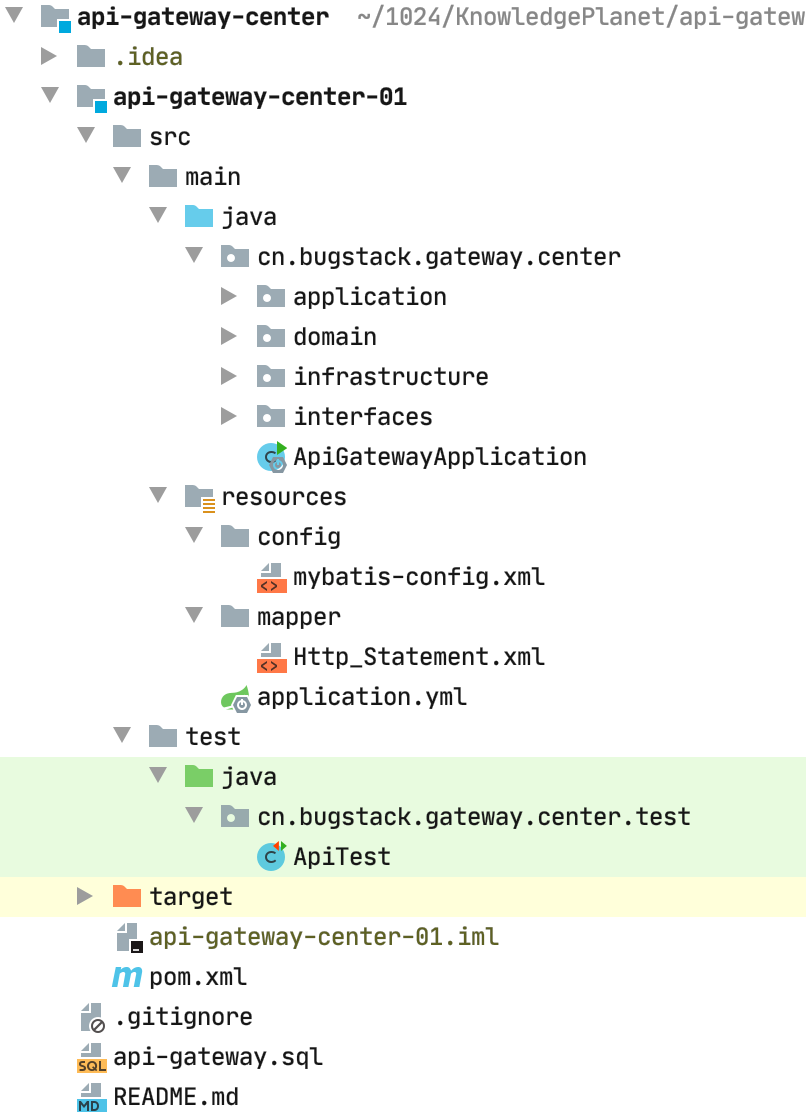 api-gateway-center ~/1024/KnowledgePlanet/api-gatew
.idea
api-gateway-center-01
src
main
java
cn.bugstack.gateway.center
application
domain
infrastructure
interfaces
C ApiGatewayApplication
resources
config
<> mybatis-config.xml
mapper
<> Http_Statement.xml
application.yml
test
java
cn.bugstack.gateway.center.test
C ApiTest
target
api-gateway-center-01.iml
m pom.xml
.gitignore
SQL api-gateway.sql
MD README.md